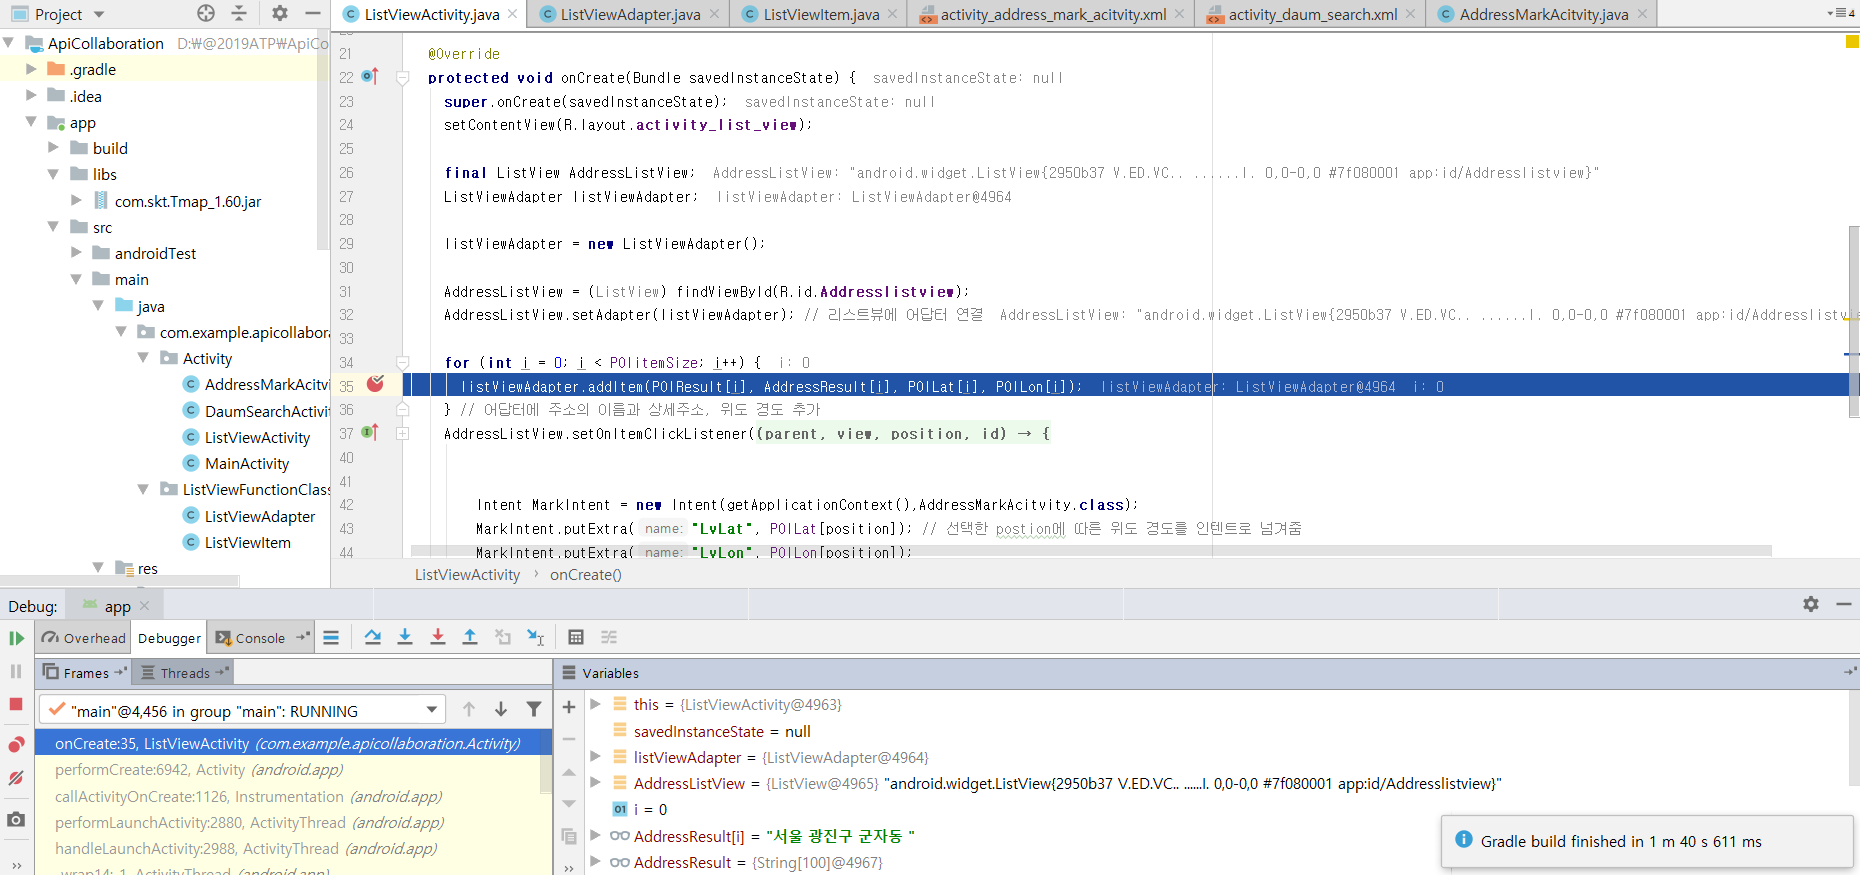 Project
ListViewActivity.java
ListViewAdapter.java
ListViewItem.java
activity_address_mark_acitvity.xml
activity_daum_search.xml
AddressMarkAcitvity.java
4
ApiCollaboration D:₩@2019ATP₩ApiCo
.gradle
.idea
app
build
libs
com.skt.Tmap_1.60.jar
src
androidTest
main
java
com.example.apicollabora
Activity
AddressMarkAcitvi
DaumSearchActivi
ListViewActivity
MainActivity
ListViewFunctionClass
ListViewAdapter
ListViewItem
res
21 @Override
22 protected void onCreate(Bundle savedInstanceState) { savedInstanceState: null
23 super.onCreate(savedInstanceState); savedInstanceState: null
24 setContentView(R.layout.activity_list_view);
25
26 final ListView AddressListView; AddressListView: "android.widget.ListView{2950b37 V.ED.VC.. ......I. 0,0-0,0 #7f080001 app:id/Addresslistview}"
27 ListViewAdapter listViewAdapter; listViewAdapter: ListViewAdapter@4964
28
29 listViewAdapter = new ListViewAdapter();
30
31 AddressListView = (ListView) findViewById(R.id.Addresslistview);
32 AddressListView.setAdapter(listViewAdapter); // 리스트뷰에 어답터 연결 AddressListView: "android.widget.ListView{2950b37 V.ED.VC.. ......I. 0,0-0,0 #7f080001 app:id/Addresslistvie
33
34 for (int i = 0; i < POIitemSize; i++) { i: 0
35 listViewAdapter.addItem(POIResult[i], AddressResult[i], POILat[i], POILon[i]); listViewAdapter: ListViewAdapter@4964 i: 0
36 } // 어답터에 주소의 이름과 상세주소, 위도 경도 추가
37 AddressListView.setOnItemClickListener((parent, view, position, id) → {
40
41
42 Intent MarkIntent = new Intent(getApplicationContext(),AddressMarkAcitvity.class);
43 MarkIntent.putExtra( name: "LvLat", POILat[position]); // 선택한 postion에 따른 위도 경도를 인텐트로 넘겨줌
44 MarkIntent.putExtra( name: "LvLon", POILon[position]);
ListViewActivity › onCreate()
Debug: app
Overhead Debugger Console
Frames Threads
Variables
"main"@4,456 in group "main": RUNNING
onCreate:35, ListViewActivity (com.example.apicollaboration.Activity)
performCreate:6942, Activity (android.app)
callActivityOnCreate:1126, Instrumentation (android.app)
performLaunchActivity:2880, ActivityThread (android.app)
handleLaunchActivity:2988, ActivityThread (android.app)
-wrap14:-1, ActivityThread (android.app)
this = {ListViewActivity@4963}
savedInstanceState = null
listViewAdapter = {ListViewAdapter@4964}
AddressListView = {ListView@4965} "android.widget.ListView{2950b37 V.ED.VC.. ......I. 0,0-0,0 #7f080001 app:id/Addresslistview}"
01 i = 0
AddressResult[i] = "서울 광진구 군자동 "
AddressResult = {String[100]@4967}
Gradle build finished in 1 m 40 s 611 ms